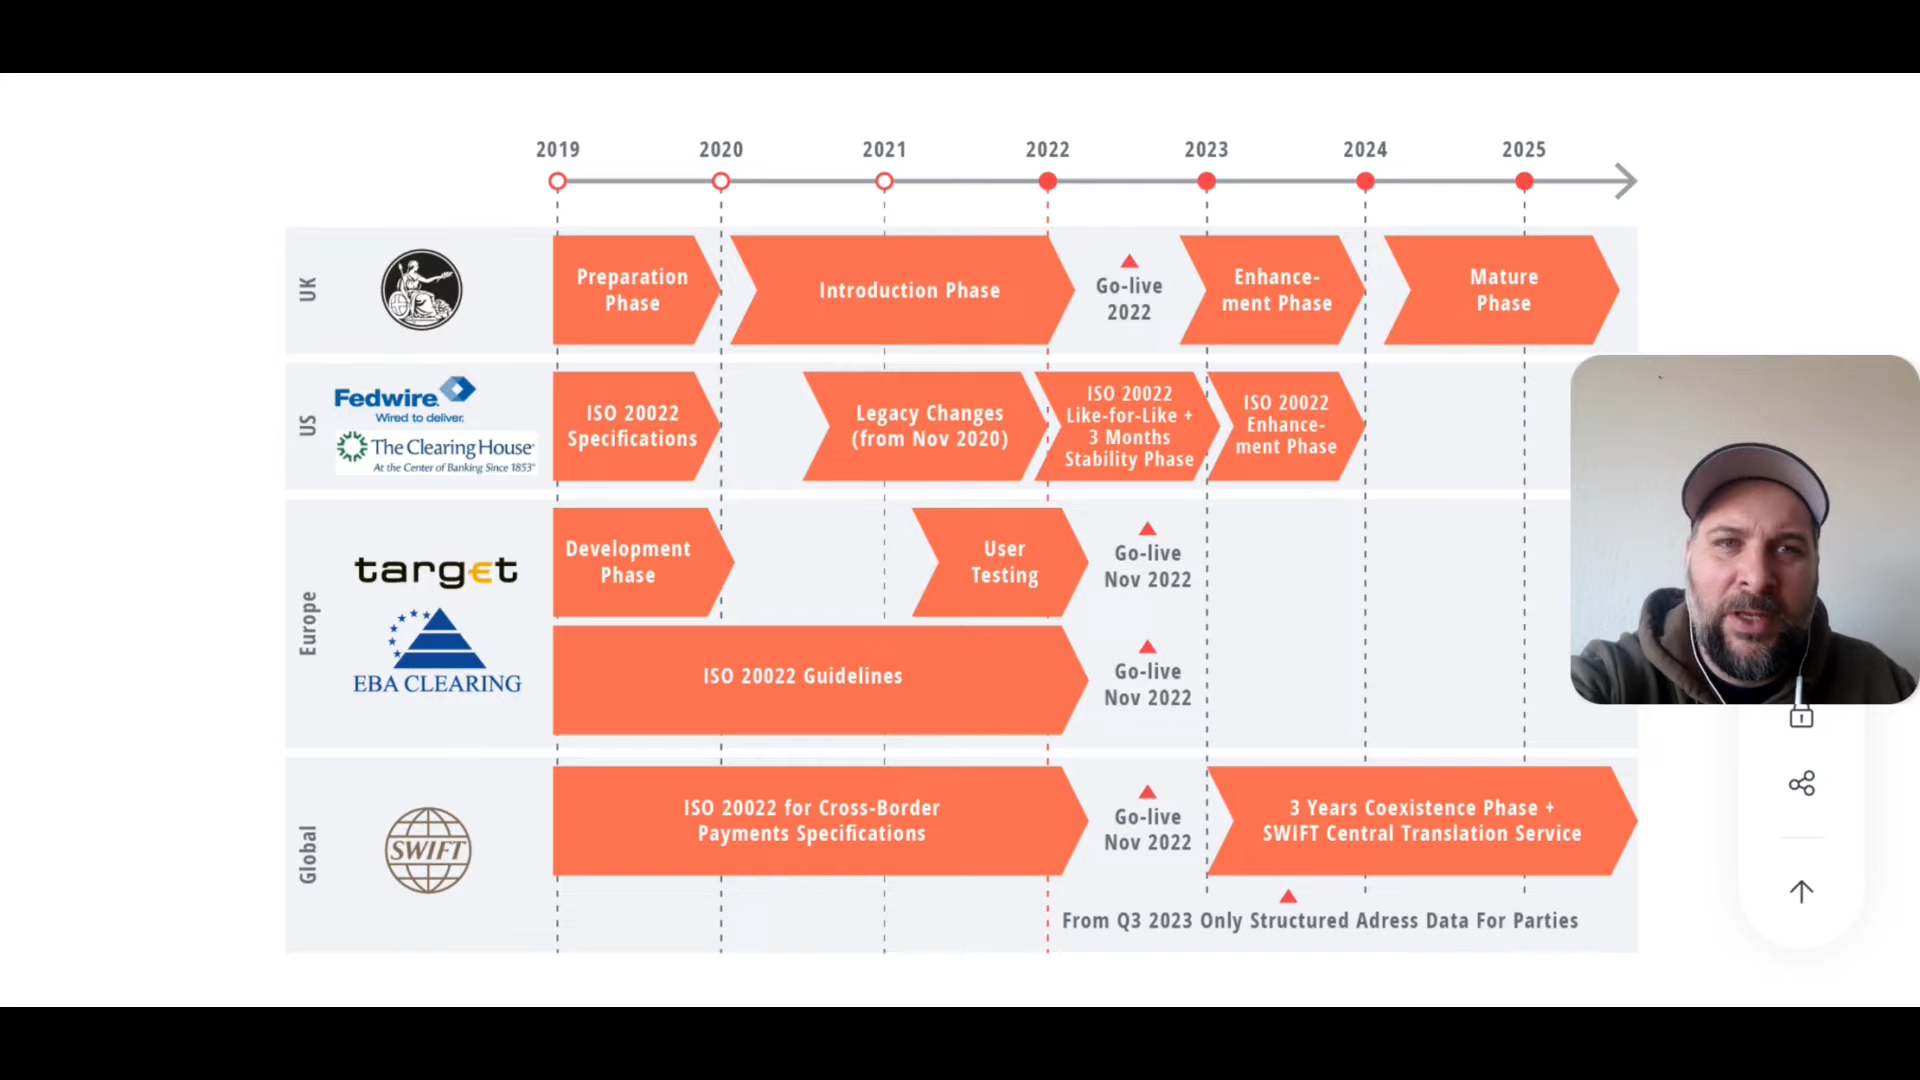 2019 2020 2021 2022 2023 2024 2025
UK
Preparation
Phase
Introduction Phase
Go-live
2022
Enhance-
ment Phase
Mature
Phase
US
Fedwire
Wired to deliver.
The Clearing House
At the Center of Banking Since 1853
ISO 20022
Specifications
Legacy Changes
(from Nov 2020)
ISO 20022
Like-for-Like +
3 Months
Stability Phase
ISO 20022
Enhance-
ment Phase
Europe
target
EBA CLEARING
Development
Phase
User
Testing
Go-live
Nov 2022
ISO 20022 Guidelines
Go-live
Nov 2022
Global
SWIFT
ISO 20022 for Cross-Border
Payments Specifications
Go-live
Nov 2022
3 Years Coexistence Phase +
SWIFT Central Translation Service
From Q3 2023 Only Structured Adress Data For Parties